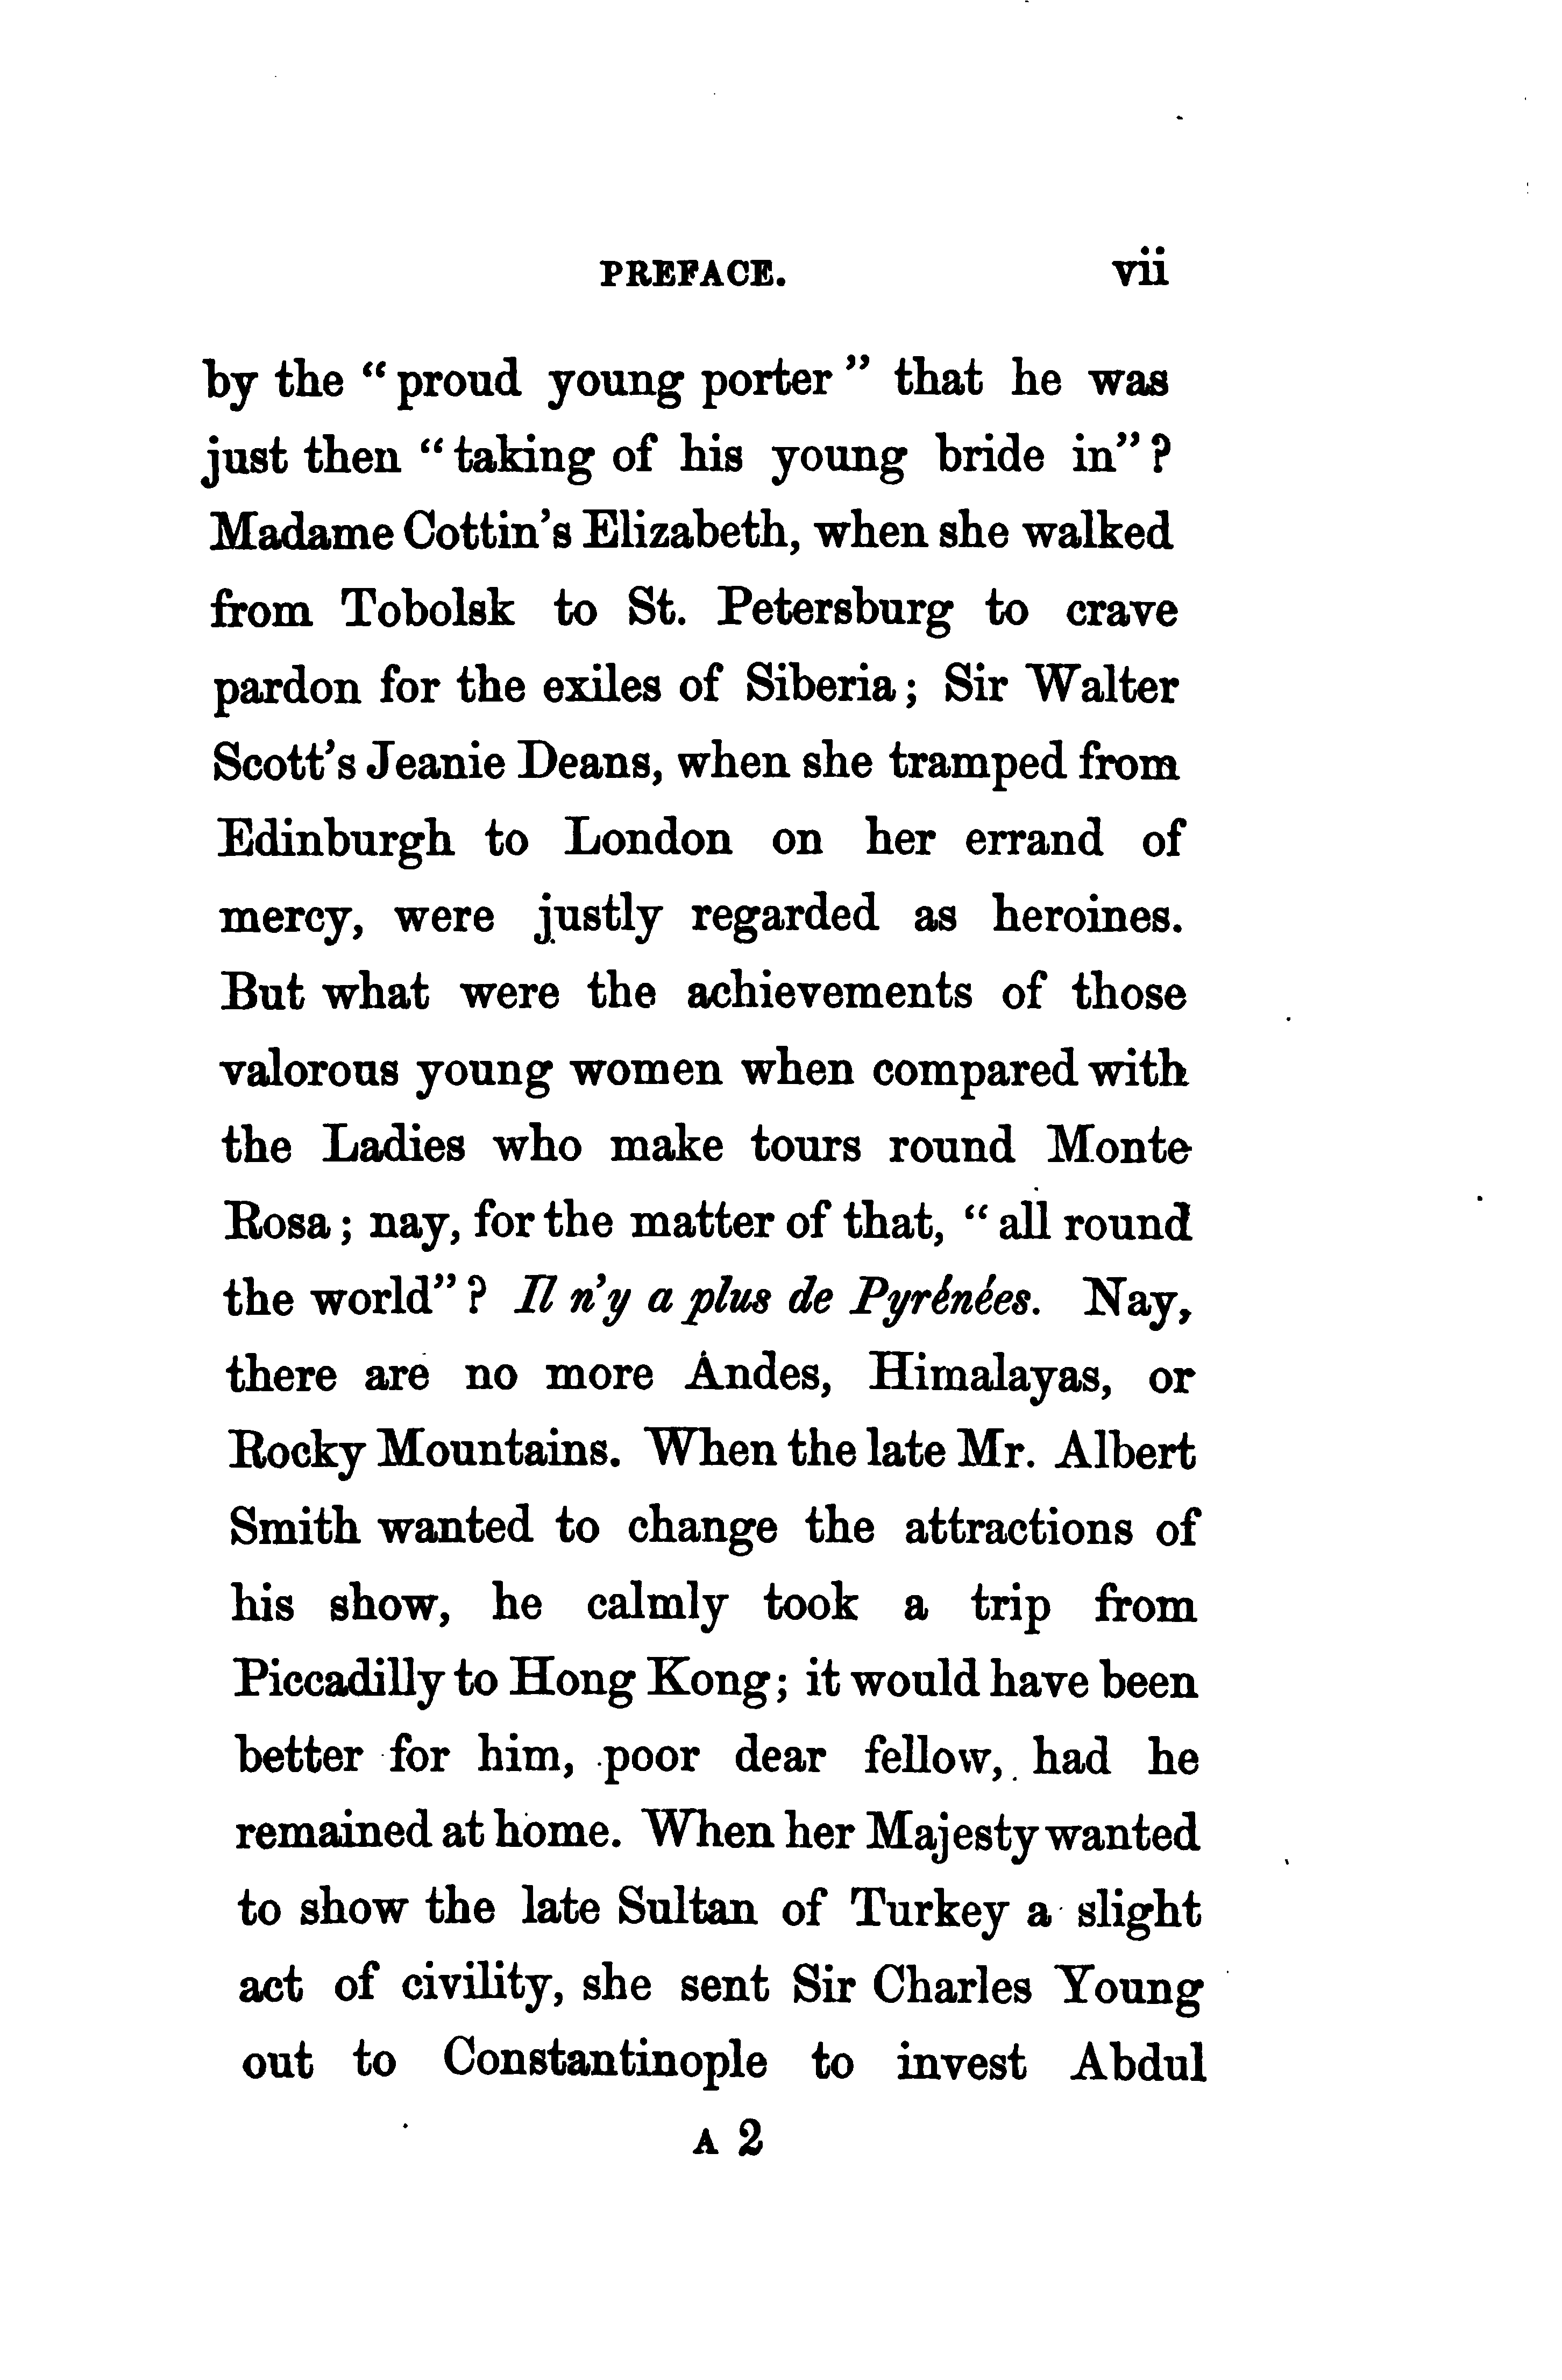 PREFACE. vii
by the “proud young porter” that he was
just then “taking of his young bride in”?
Madame Cottin’s Elizabeth, when she walked
from Tobolsk to St. Petersburg to crave
pardon for the exiles of Siberia; Sir Walter
Scott’s Jeanie Deans, when she tramped from
Edinburgh to London on her errand of
mercy, were justly regarded as heroines.
But what were the achievements of those
valorous young women when compared with
the Ladies who make tours round Monte
Rosa; nay, for the matter of that, “all round
the world”? Il n’y a plus de Pyrénées. Nay,
there are no more Andes, Himalayas, or
Rocky Mountains. When the late Mr. Albert
Smith wanted to change the attractions of
his show, he calmly took a trip from
Piccadilly to Hong Kong; it would have been
better for him, poor dear fellow, had he
remained at home. When her Majesty wanted
to show the late Sultan of Turkey a slight
act of civility, she sent Sir Charles Young
out to Constantinople to invest Abdul
A 2